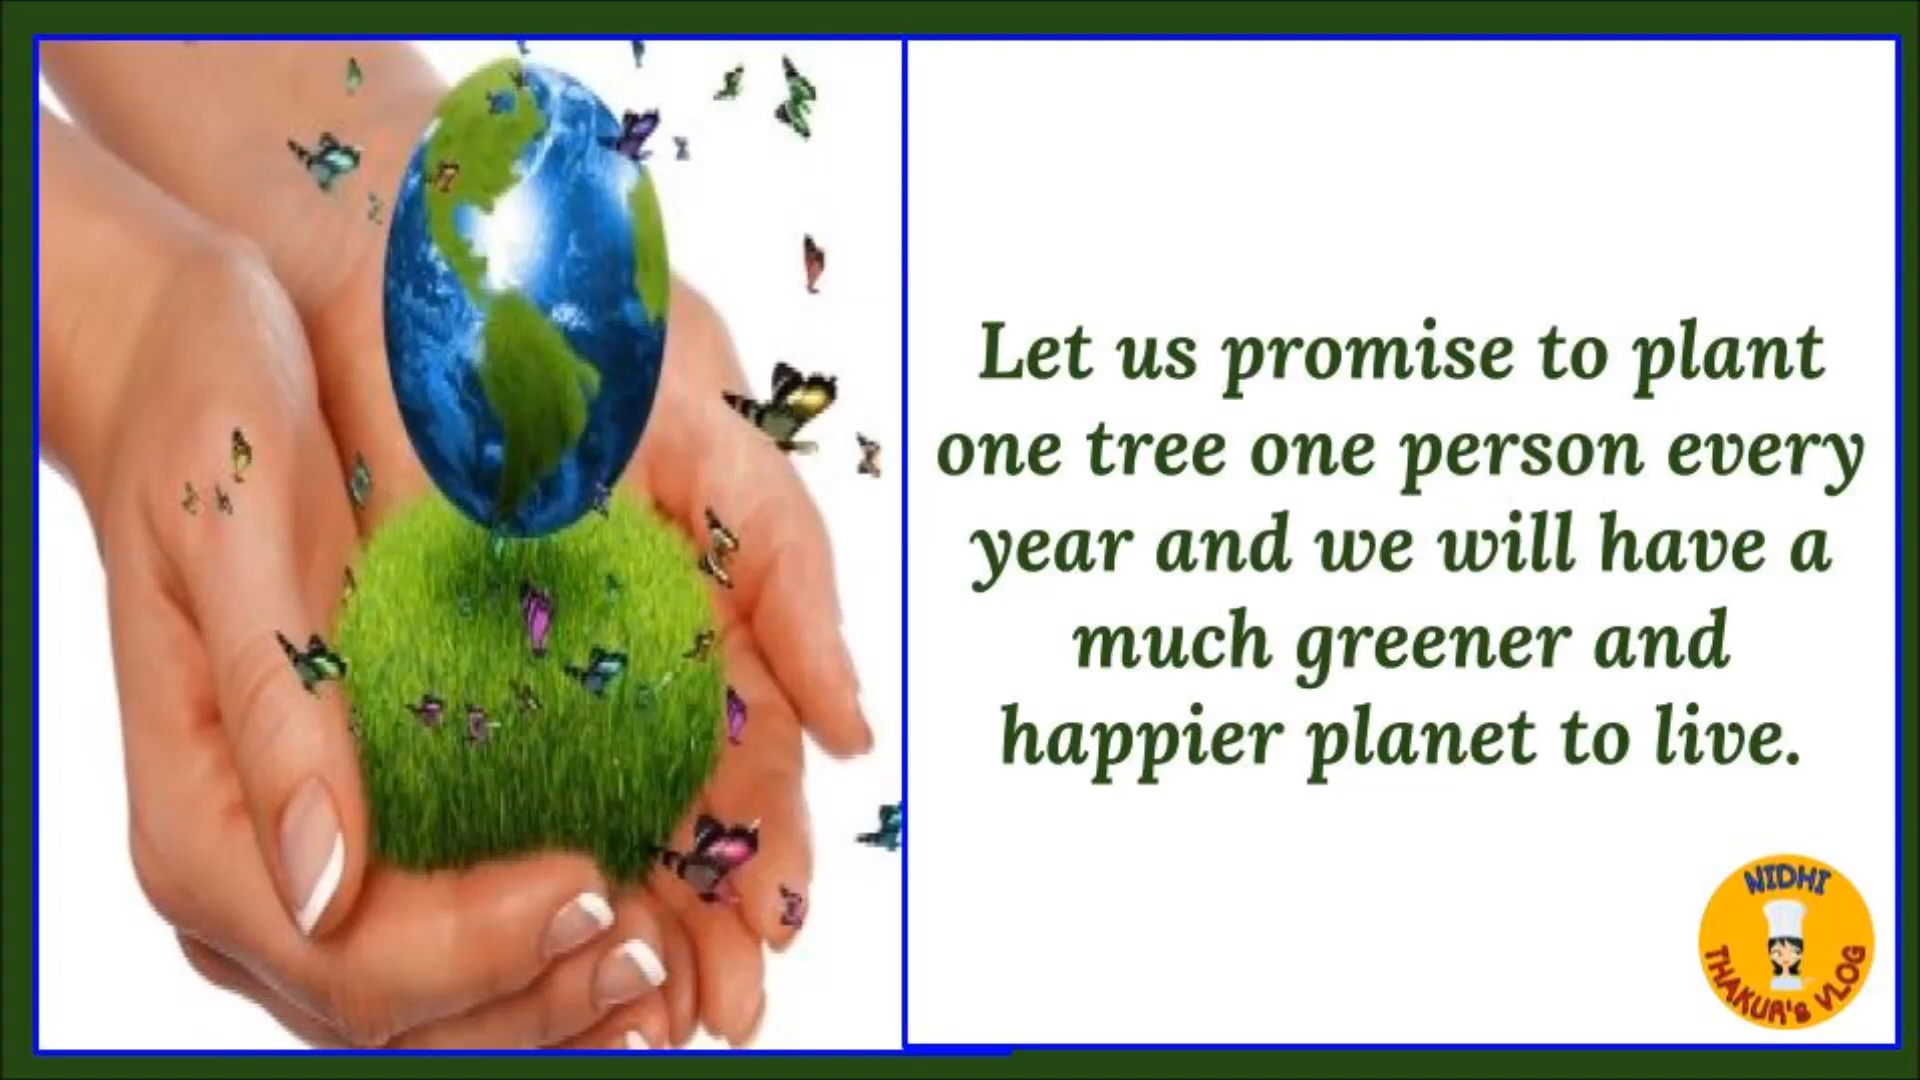 Let us promise to plant
one tree one person every
year and we will have a
much greener and
happier planet to live.
NIDHI
THAKUR's VLOG